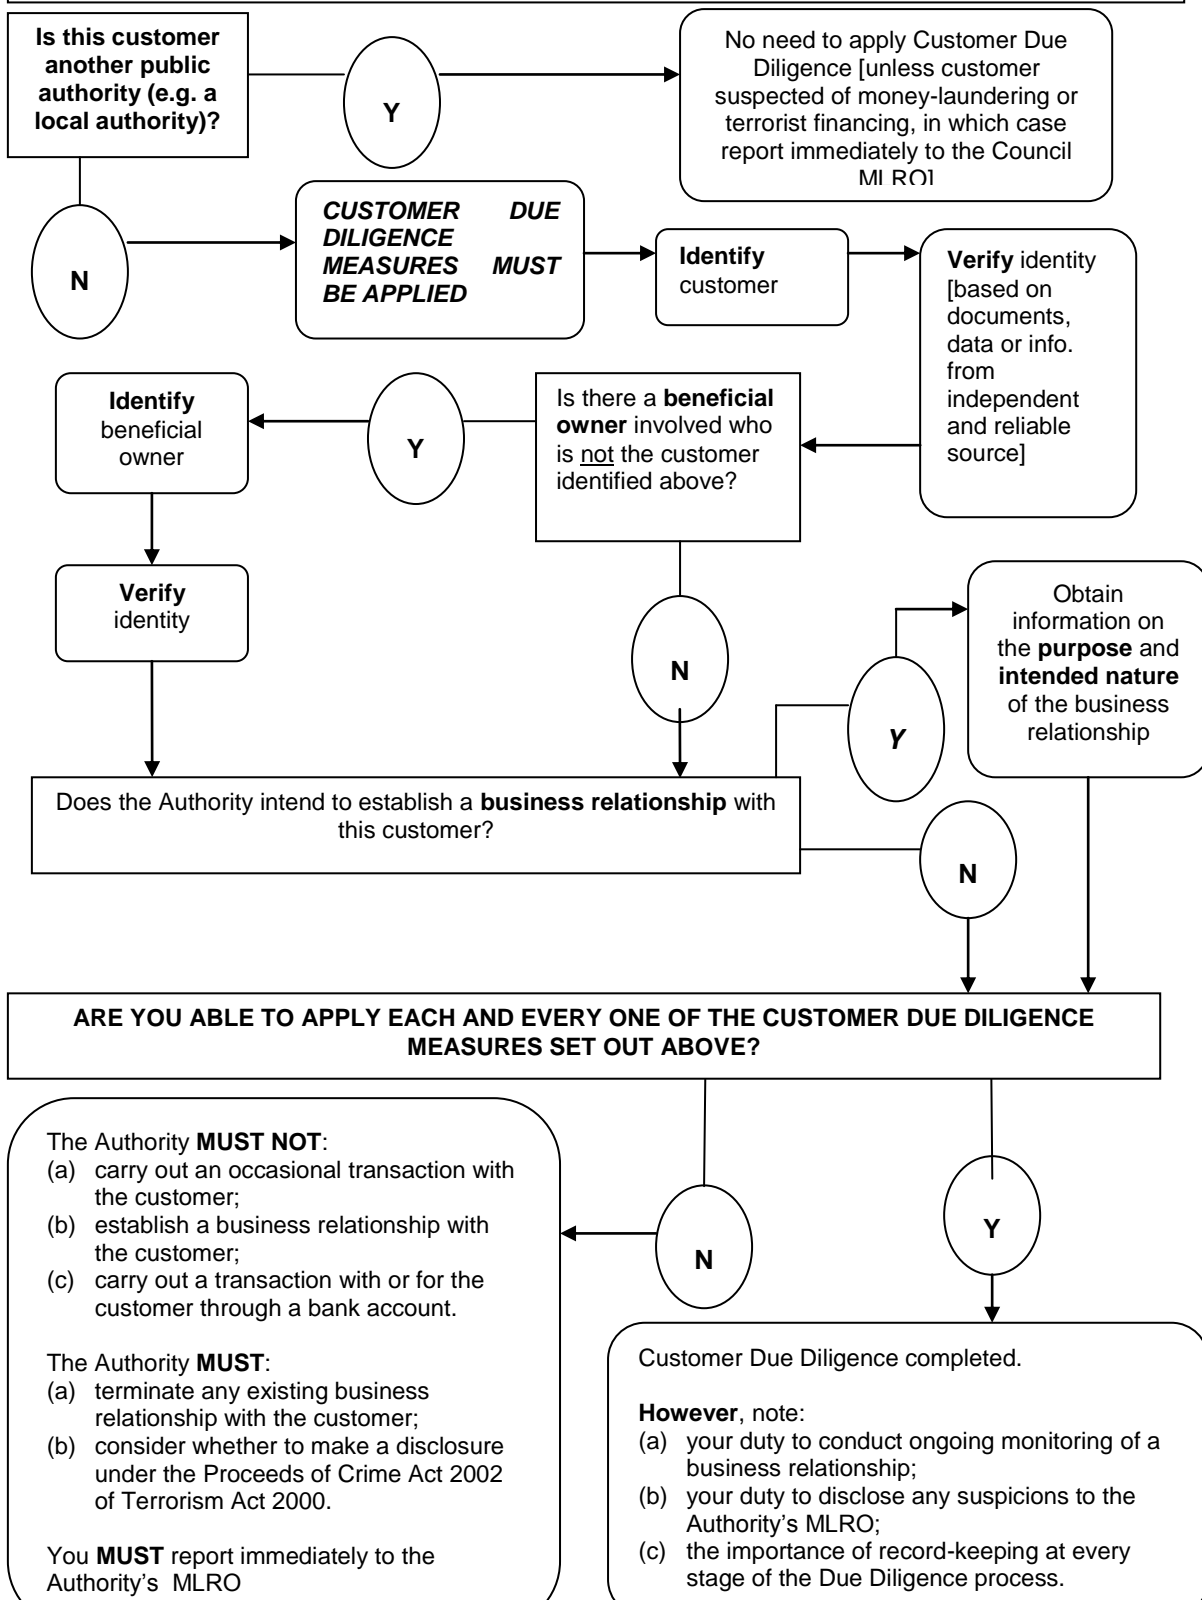 Is this customer
another public
authority (e.g. a
local authority)?
Y
No need to apply Customer Due
Diligence [unless customer
suspected of money-laundering or
terrorist financing, in which case
report immediately to the Council
MLRO]
N
CUSTOMER DUE
DILIGENCE
MEASURES MUST
BE APPLIED
Identify
customer
Verify identity
[based on
documents,
data or info.
from
independent
and reliable
source]
Is there a beneficial
owner involved who
is not the customer
identified above?
Y
Identify
beneficial
owner
Verify
identity
N
Y
Obtain
information on
the purpose and
intended nature
of the business
relationship
Does the Authority intend to establish a business relationship with
this customer?
N
ARE YOU ABLE TO APPLY EACH AND EVERY ONE OF THE CUSTOMER DUE DILIGENCE
MEASURES SET OUT ABOVE?
N
The Authority MUST NOT:
(a) carry out an occasional transaction with
the customer;
(b) establish a business relationship with
the customer;
(c) carry out a transaction with or for the
customer through a bank account.
The Authority MUST:
(a) terminate any existing business
relationship with the customer;
(b) consider whether to make a disclosure
under the Proceeds of Crime Act 2002
of Terrorism Act 2000.
You MUST report immediately to the
Authority's MLRO
Y
Customer Due Diligence completed.
However, note:
(a) your duty to conduct ongoing monitoring of a
business relationship;
(b) your duty to disclose any suspicions to the
Authority's MLRO;
(c) the importance of record-keeping at every
stage of the Due Diligence process.